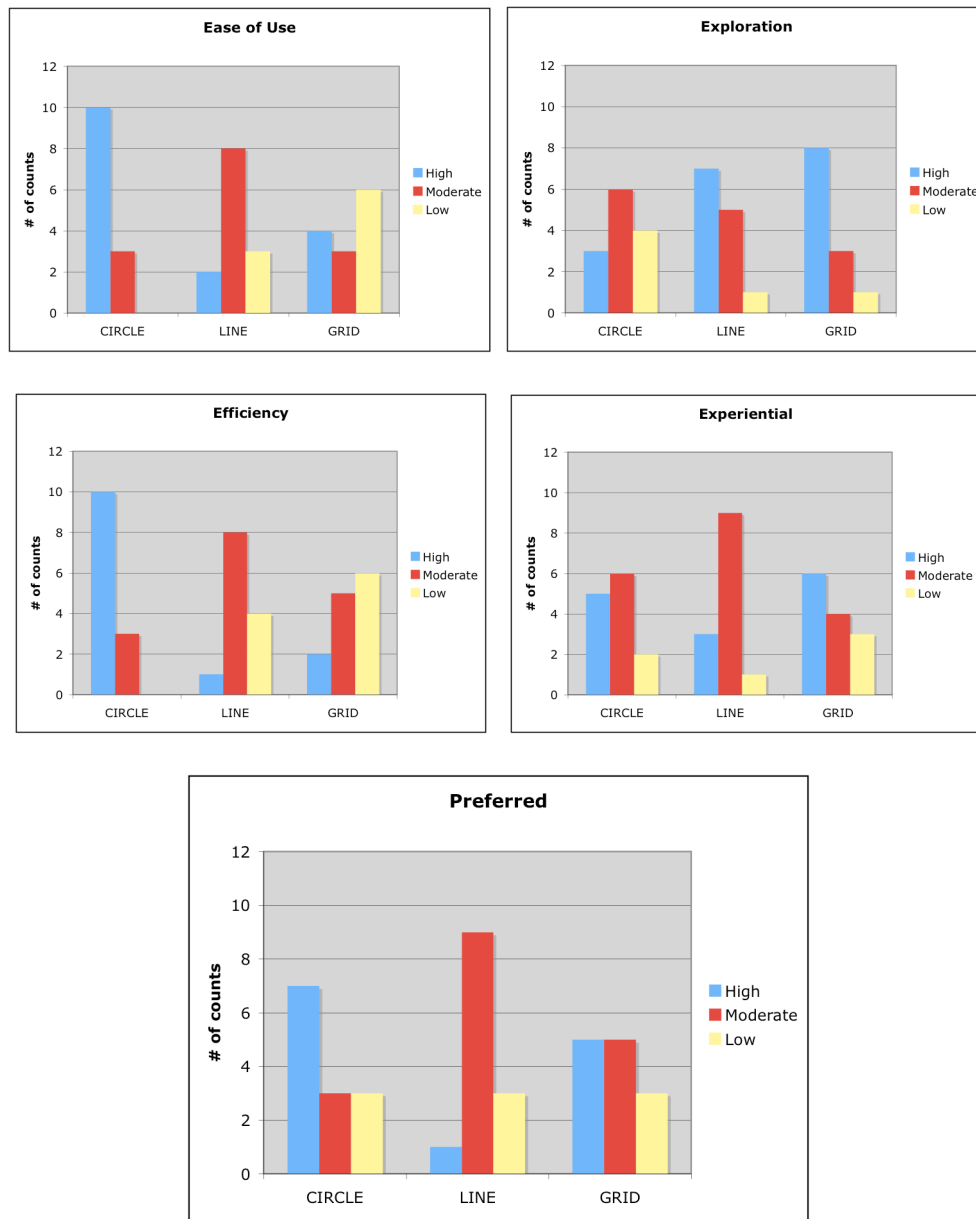 Ease of Use
# of counts
12
10
8
6
4
2
0
CIRCLE LINE GRID
High
Moderate
Low
Exploration
# of counts
12
10
8
6
4
2
0
CIRCLE LINE GRID
High
Moderate
Low
Efficiency
# of counts
12
10
8
6
4
2
0
CIRCLE LINE GRID
High
Moderate
Low
Experiential
# of counts
12
10
8
6
4
2
0
CIRCLE LINE GRID
High
Moderate
Low
Preferred
# of counts
12
10
8
6
4
2
0
CIRCLE LINE GRID
High
Moderate
Low